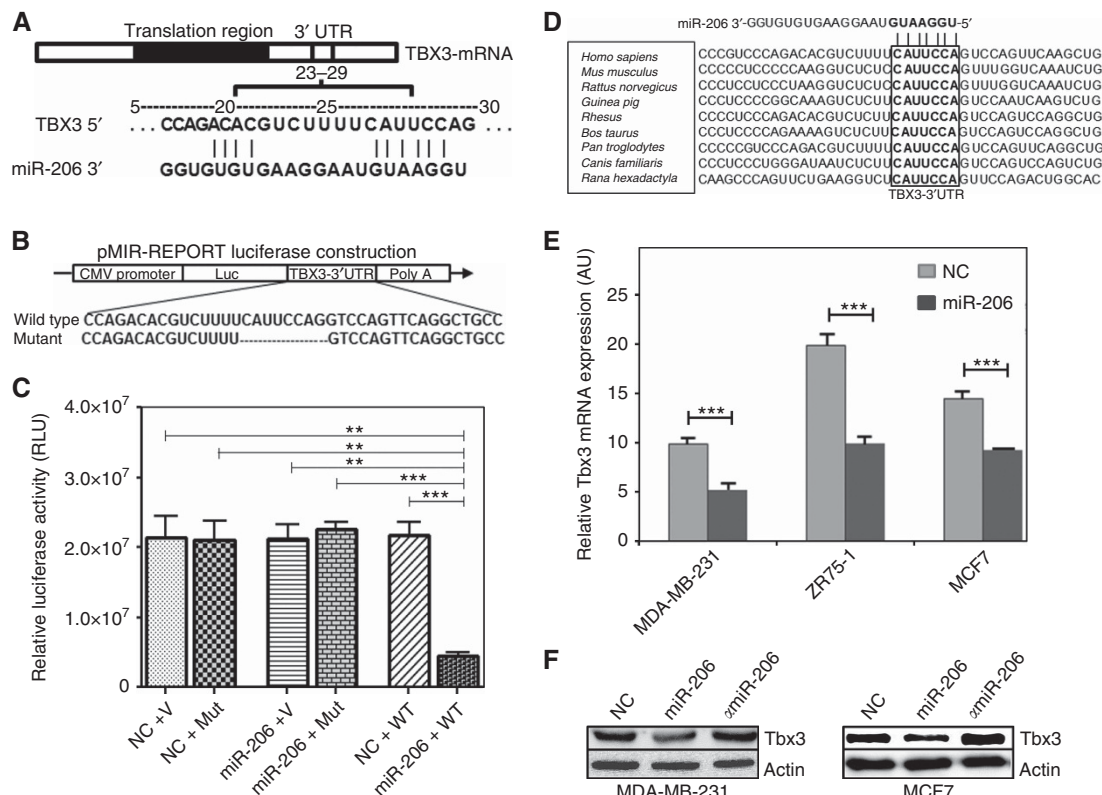 A
Translation region
3′ UTR
TBX3-mRNA
23–29
5-----------20-----------25------------------30
TBX3 5′ ... CCAGACACGUCUUUUCAUUCCAG ...
miR-206 3′ GGUGUGUGAAGGAAUGUAAGGU
B
pMIR-REPORT luciferase construction
CMV promoter Luc TBX3-3′UTR Poly A
Wild type CCAGACACGUCUUUUCAUUCCAGGTCCAGTTCAGGCTGCC
Mutant CCAGACACGUCUUUU----------------GTCCAGTTCAGGCTGCC
C
Relative luciferase activity (RLU)
4.0×10⁷
3.0×10⁷
2.0×10⁷
1.0×10⁷
0
**
**
**
***
***
NC +V
NC + Mut
miR-206 +V
miR-206 + Mut
NC + WT
miR-206 + WT
D
miR-206 3′-GGUGUGUGAAGGAAUGUAAGGU-5′
Homo sapiens CCCGUCCCAGACACGUCUUUUCAUUCCAGUCCAGUUCAAGCUG
Mus musculus CCCCCUCCCCCAAGGUCUCUCCAUUCCAGUUUGGUCAAAUCUG
Rattus norvegicus CCCUCCUCCCUAAGGUCUCUCCAUUCCAGUUUGGUCAAAUCUG
Guinea pig CCCUCCCCGGCAAAGUCUCUUCAUUCCAGUCCAAUCAAGUCUG
Rhesus CCCUCCCCCAGACACGUCUUUCAUUCCAGUCCAGUCCAGGCUG
Bos taurus CCCUCCCCAGAAAAGUCUCUUCAUUCCAGUCCAGUCCAGGCUG
Pan troglodytes CCCCCGUCCCAGACGUCUUUUCAUUCCAGUCCAGUUCAGGCUG
Canis familiaris CCCUCCCUGGGAUAAUCUCUUCAUUCCAGUCCAGUCCAGUCUG
Rana hexadactyla CAAGCCCAGUUCUGAAGGUCUCAUUCCAGUUCCAGACUGGCAC
TBX3-3′UTR
E
Relative Tbx3 mRNA expression (AU)
25
20
15
10
5
0
NC
miR-206
***
***
***
MDA-MB-231
ZR75-1
MCF7
F
NC miR-206 αmiR-206
Tbx3
Actin
MDA-MB-231
NC miR-206 αmiR-206
Tbx3
Actin
MCF7